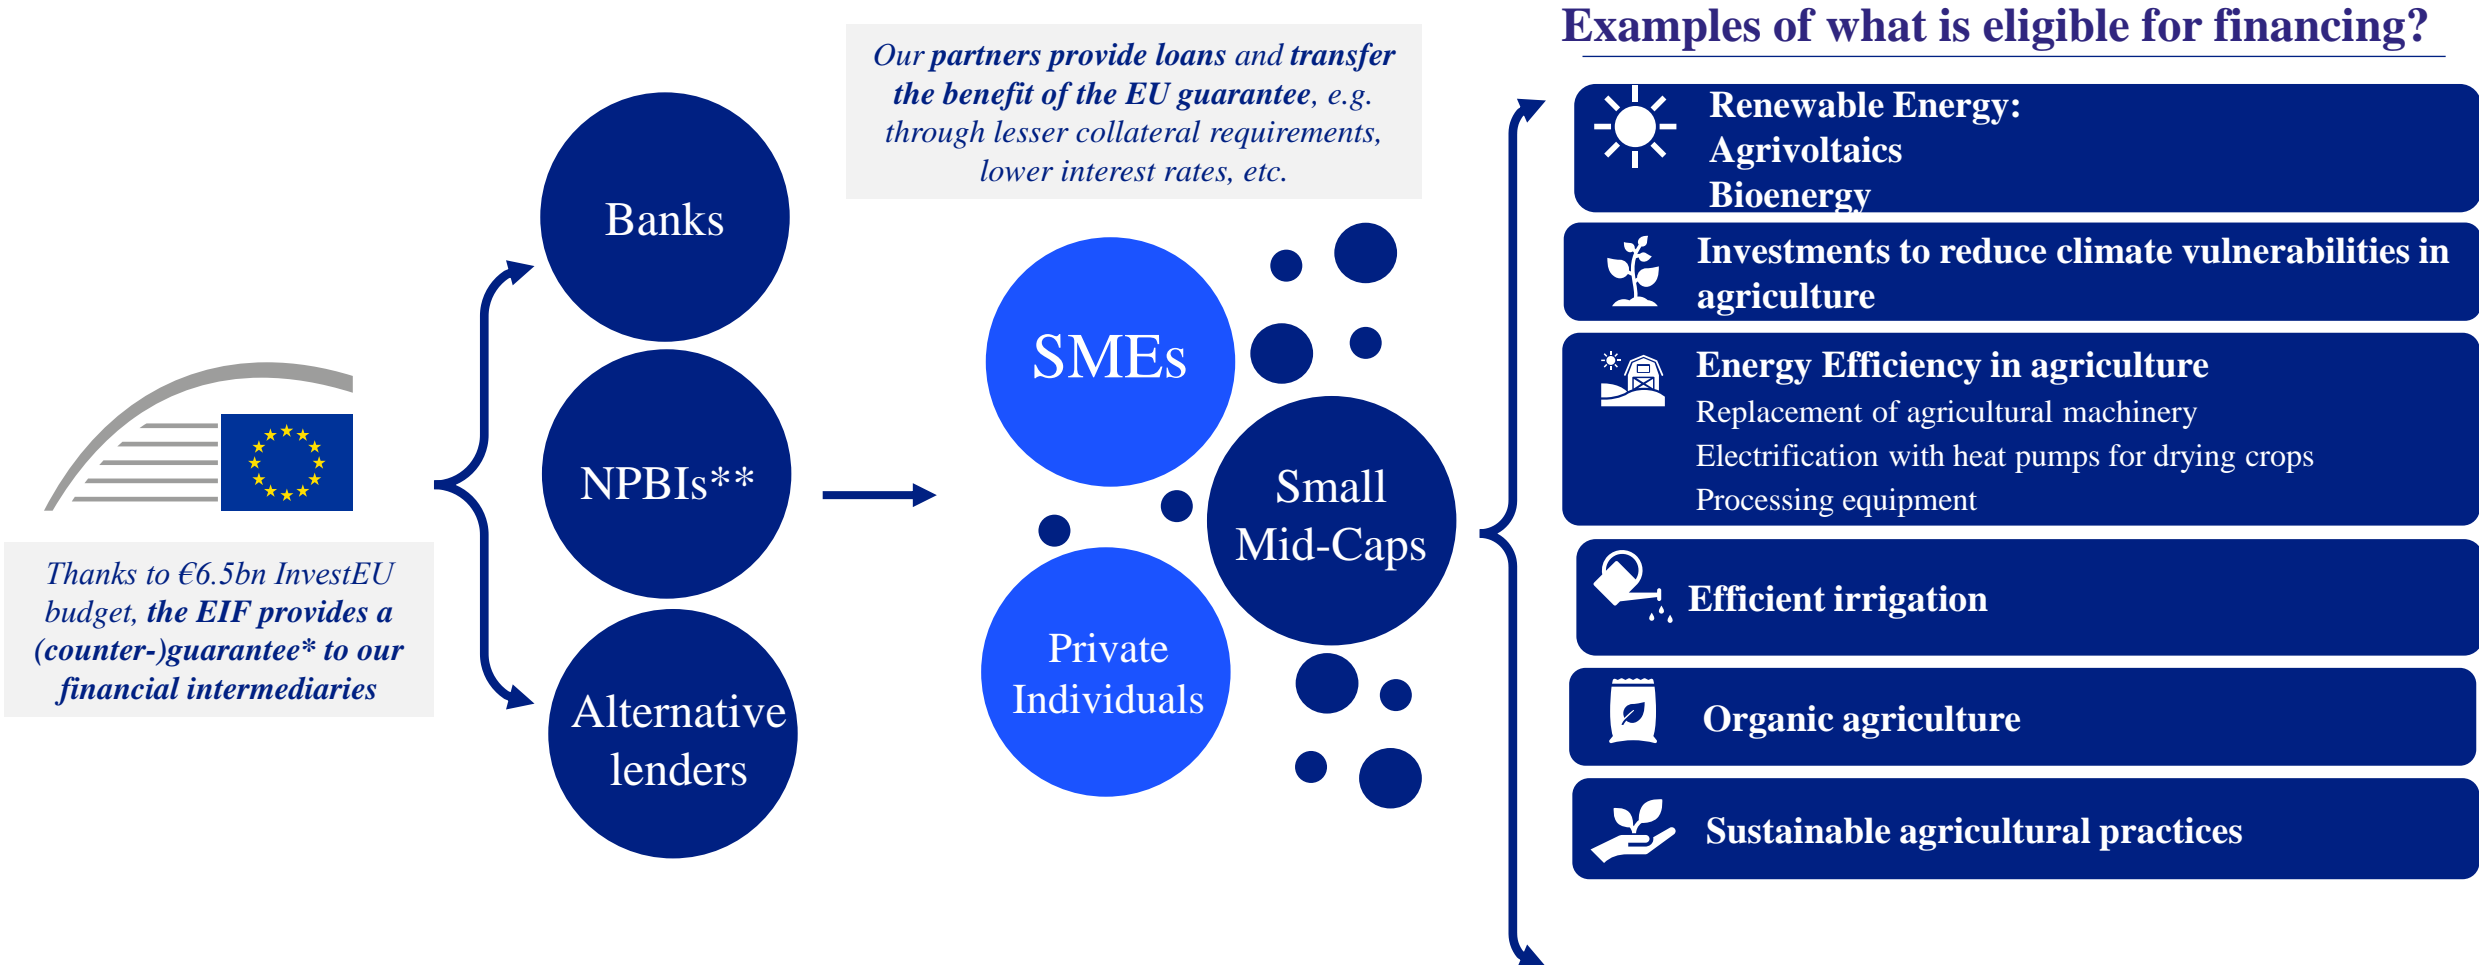 Thanks to €6.5bn InvestEU
budget, the EIF provides a
(counter-)guarantee* to our
financial intermediaries
Banks
NPBIs**
Alternative
lenders
Our partners provide loans and transfer
the benefit of the EU guarantee, e.g.
through lesser collateral requirements,
lower interest rates, etc.
SMEs
Small
Mid-Caps
Private
Individuals
Examples of what is eligible for financing?
Renewable Energy:
Agrivoltaics
Bioenergy
Investments to reduce climate vulnerabilities in
agriculture
Energy Efficiency in agriculture
Replacement of agricultural machinery
Electrification with heat pumps for drying crops
Processing equipment
Efficient irrigation
Organic agriculture
Sustainable agricultural practices